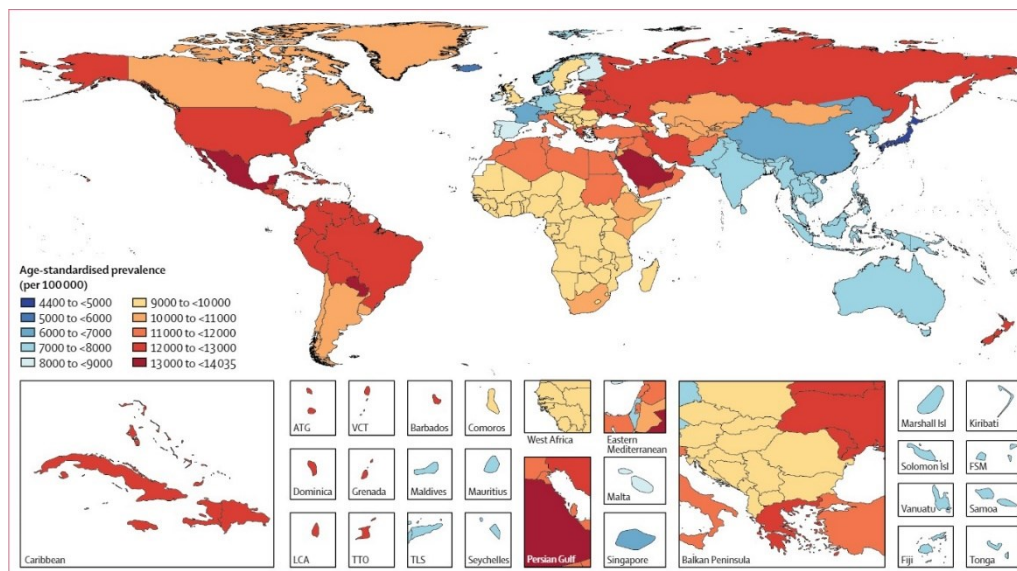 Age-standardised prevalence
(per 100 000)
4400 to <5000
5000 to <6000
6000 to <7000
7000 to <8000
8000 to <9000
9000 to <10 000
10 000 to <11 000
11 000 to <12 000
12 000 to <13 000
13 000 to <14 035
Caribbean
ATG
VCT
Barbados
Comoros
Dominica
Grenada
Maldives
Mauritius
LCA
TTO
TLS
Seychelles
West Africa
Eastern
Mediterranean
Persian Gulf
Malta
Singapore
Balkan Peninsula
Marshall Isl
Kiribati
Solomon Isl
FSM
Vanuatu
Samoa
Fiji
Tonga